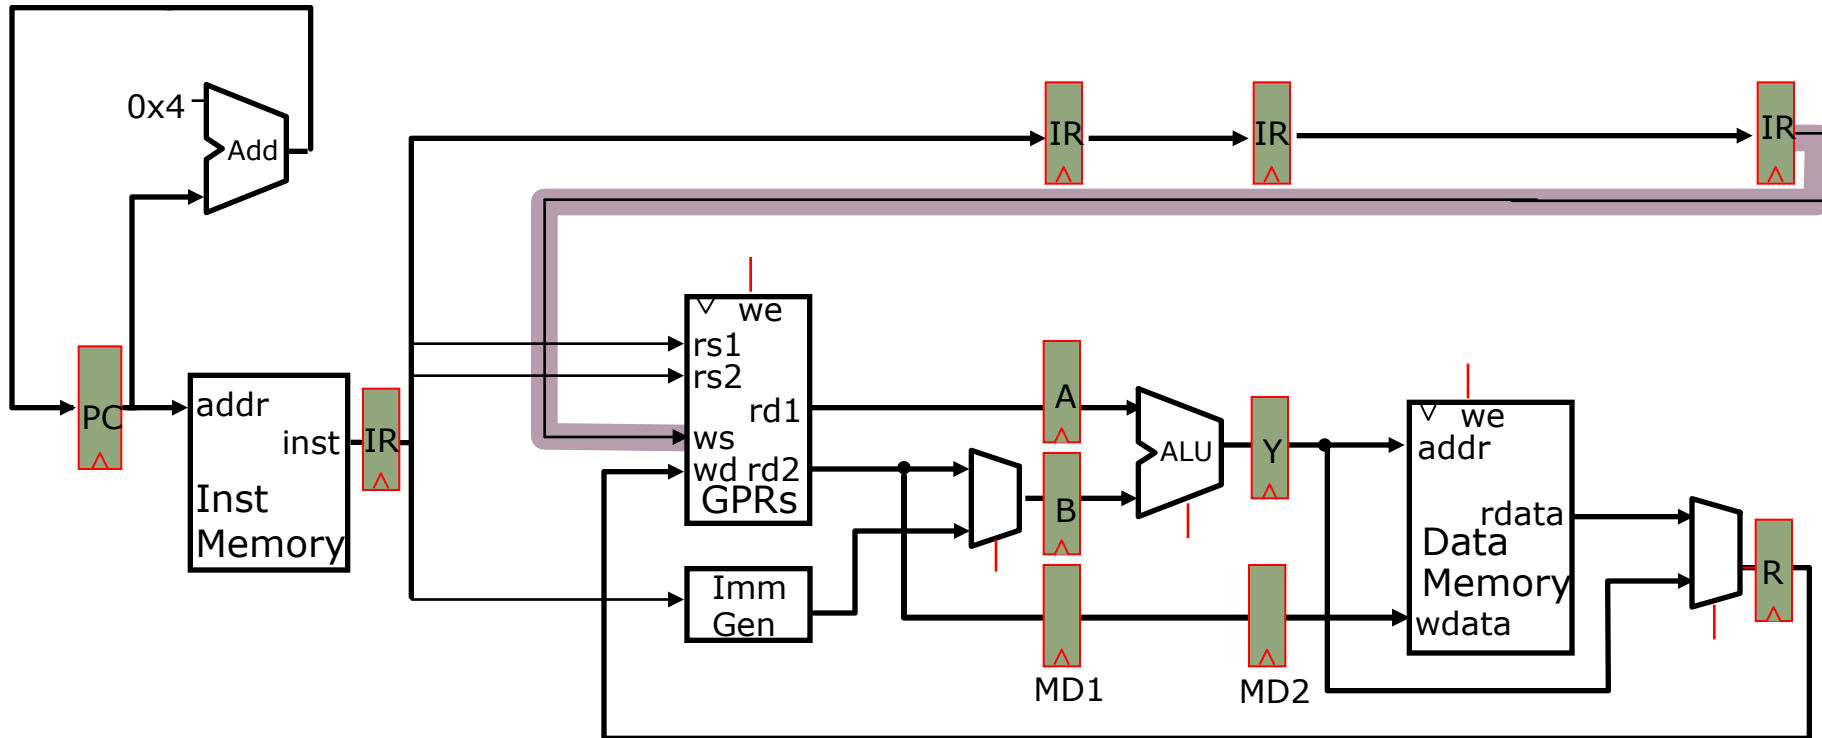 0x4
Add
IR
IR
IR
we
rs1
rs2
rd1
ws
wd rd2
GPRs
PC
addr
inst
Inst
Memory
IR
A
B
ALU
Y
we
addr
rdata
Data
Memory
wdata
R
Imm
Gen
MD1
MD2